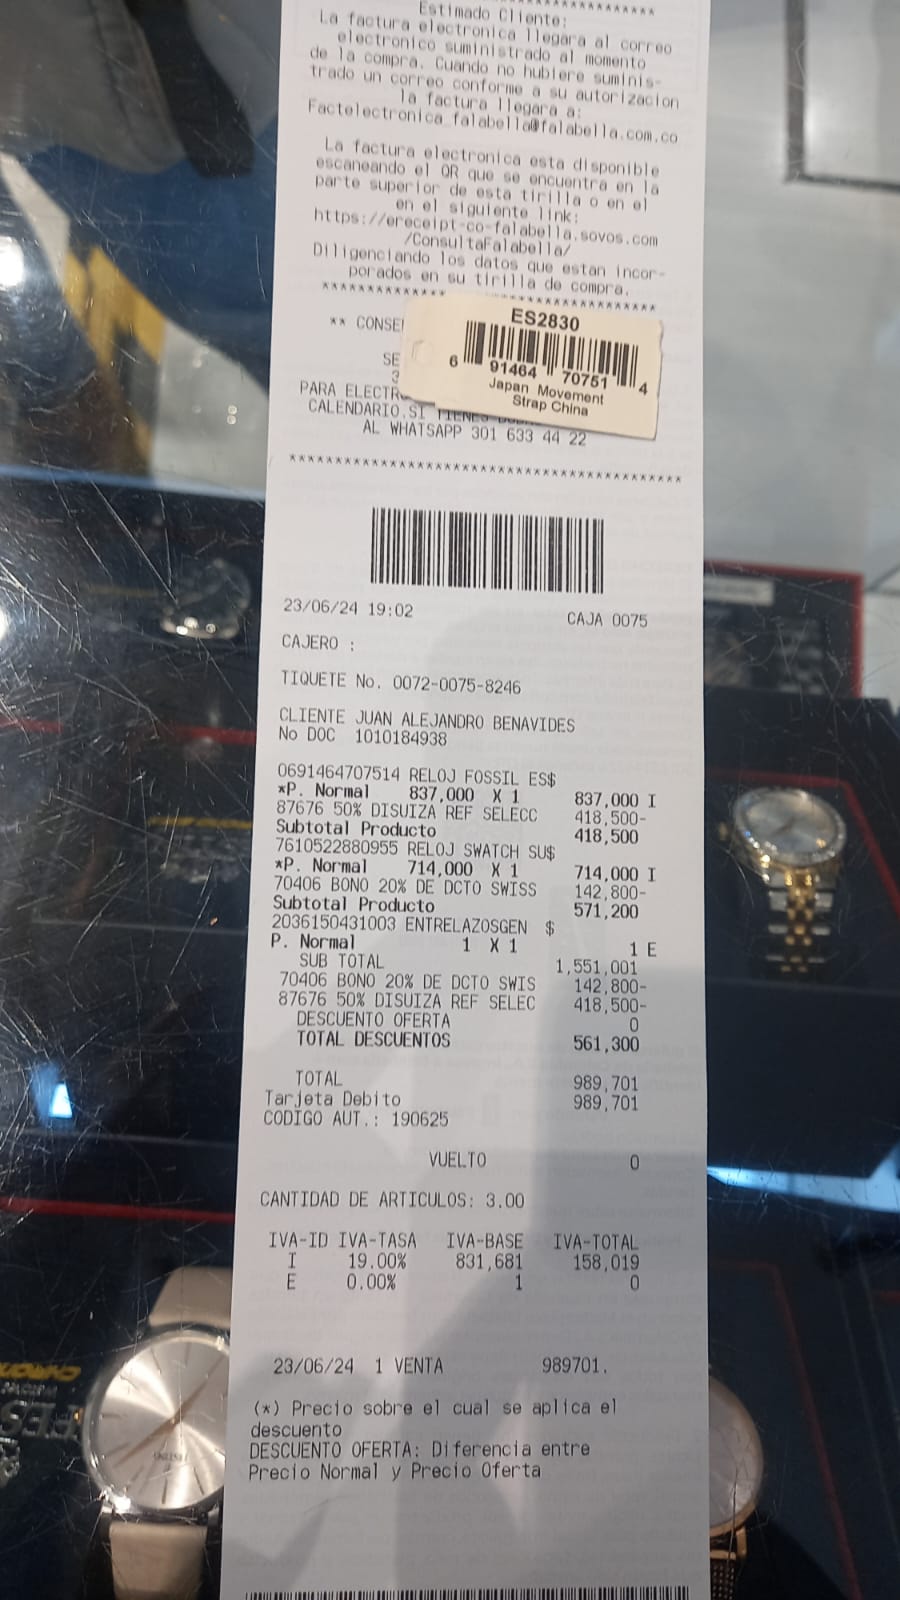 *******************************
Estimado Cliente:
La factura electronica llegara al correo
electronico suministrado al momento
de la compra. Cuando no hubiere suminis-
trado un correo conforme a su autorizacion
la factura llegara a:
Factelectronica_falabella@falabella.com.co
La factura electronica esta disponible
escaneando el QR que se encuentra en la
parte superior de esta tirilla o en el
en el siguiente link:
https://ereceipt-co-falabella.sovos.com
/ConsultaFalabella/
Diligenciando los datos que estan incor-
porados en su tirilla de compra.
*******************************
ES2830
6 91464 70751 4
Japan Movement
Strap China
** CONSE
SE
3
PARA ELECTR
CALENDARIO.SI TIENES
AL WHATSAPP 301 633 44 22
*******************************
23/06/24 19:02 CAJA 0075
CAJERO :
TIQUETE No. 0072-0075-8246
CLIENTE JUAN ALEJANDRO BENAVIDES
No DOC 1010184938
0691464707514 RELOJ FOSSIL ES$
*P. Normal 837,000 X 1 837,000 I
87676 50% DISUIZA REF SELECC 418,500-
Subtotal Producto 418,500
7610522880955 RELOJ SWATCH SU$
*P. Normal 714,000 X 1 714,000 I
70406 BONO 20% DE DCTO SWISS 142,800-
Subtotal Producto 571,200
2036150431003 ENTRELAZOSGEN $
P. Normal 1 X 1 1 E
SUB TOTAL 1,551,001
70406 BONO 20% DE DCTO SWIS 142,800-
87676 50% DISUIZA REF SELEC 418,500-
DESCUENTO OFERTA 0
TOTAL DESCUENTOS 561,300
TOTAL 989,701
Tarjeta Debito 989,701
CODIGO AUT.: 190625
VUELTO 0
CANTIDAD DE ARTICULOS: 3.00
IVA-ID IVA-TASA IVA-BASE IVA-TOTAL
I 19.00% 831,681 158,019
E 0.00% 1 0
23/06/24 1 VENTA 989701.
(*) Precio sobre el cual se aplica el
descuento
DESCUENTO OFERTA: Diferencia entre
Precio Normal y Precio Oferta